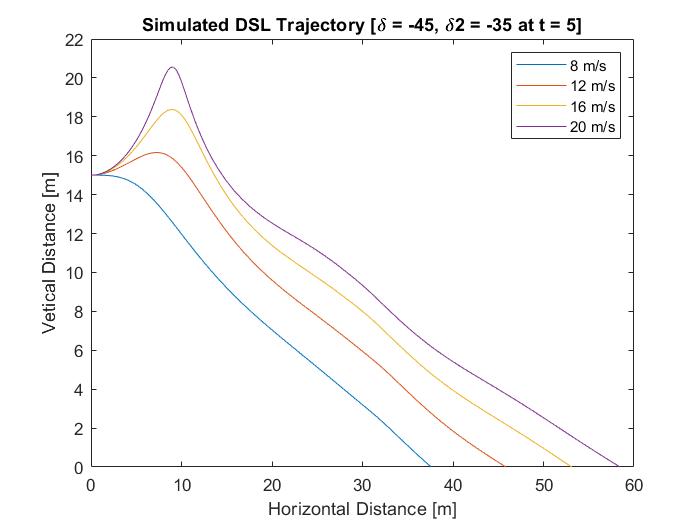 Simulated DSL Trajectory [δ = -45, δ2 = -35 at t = 5]
22
20
18
16
14
12
10
8
6
4
2
0
Vetical Distance [m]
8 m/s
12 m/s
16 m/s
20 m/s
0 10 20 30 40 50 60
Horizontal Distance [m]